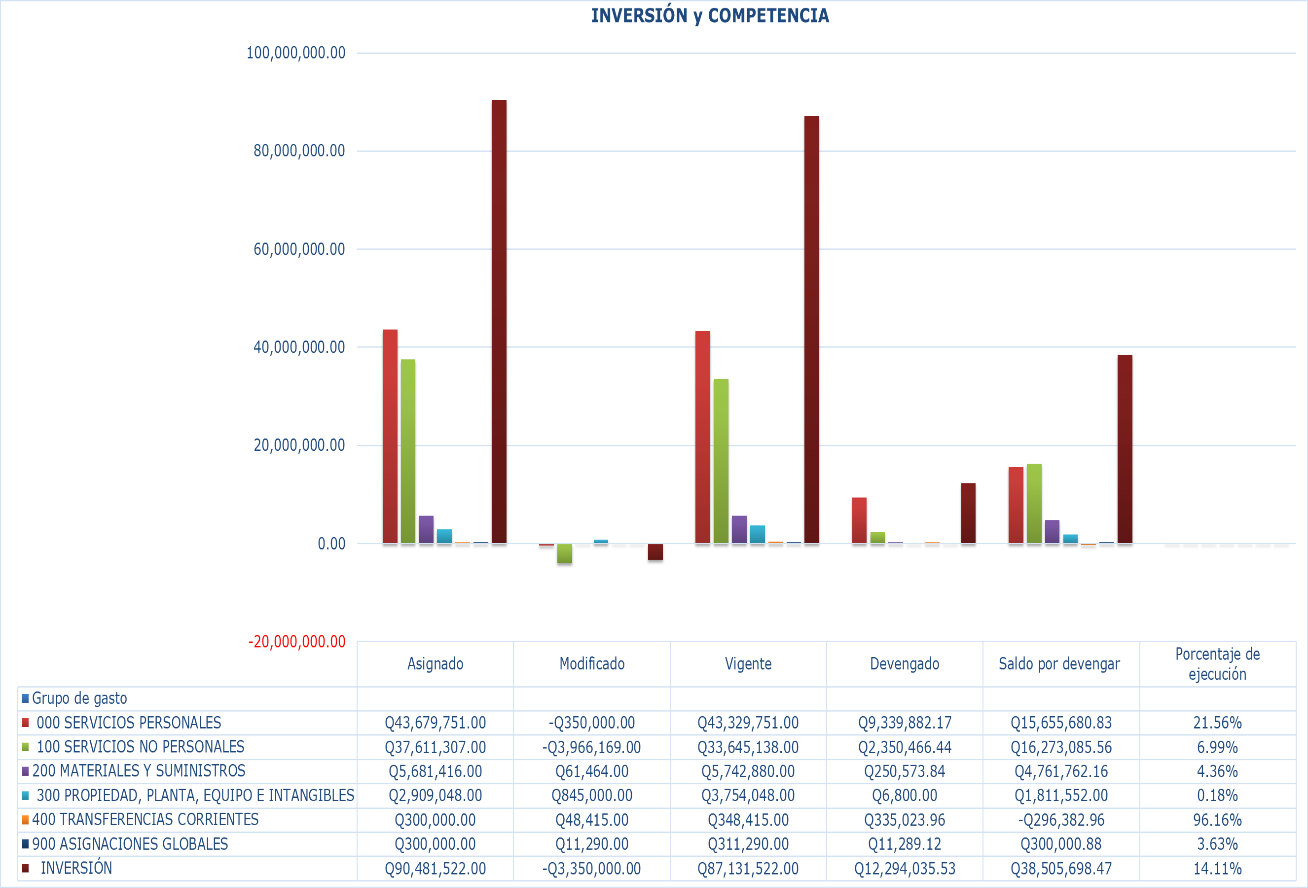 INVERSIÓN y COMPETENCIA
100,000,000.00
80,000,000.00
60,000,000.00
40,000,000.00
20,000,000.00
0.00
-20,000,000.00
Asignado Modificado Vigente Devengado Saldo por devengar Porcentaje de
ejecución
Grupo de gasto
000 SERVICIOS PERSONALES Q43,679,751.00 -Q350,000.00 Q43,329,751.00 Q9,339,882.17 Q15,655,680.83 21.56%
100 SERVICIOS NO PERSONALES Q37,611,307.00 -Q3,966,169.00 Q33,645,138.00 Q2,350,466.44 Q16,273,085.56 6.99%
200 MATERIALES Y SUMINISTROS Q5,681,416.00 Q61,464.00 Q5,742,880.00 Q250,573.84 Q4,761,762.16 4.36%
300 PROPIEDAD, PLANTA, EQUIPO E INTANGIBLES Q2,909,048.00 Q845,000.00 Q3,754,048.00 Q6,800.00 Q1,811,552.00 0.18%
400 TRANSFERENCIAS CORRIENTES Q300,000.00 Q48,415.00 Q348,415.00 Q335,023.96 -Q296,382.96 96.16%
900 ASIGNACIONES GLOBALES Q300,000.00 Q11,290.00 Q311,290.00 Q11,289.12 Q300,000.88 3.63%
INVERSIÓN Q90,481,522.00 -Q3,350,000.00 Q87,131,522.00 Q12,294,035.53 Q38,505,698.47 14.11%